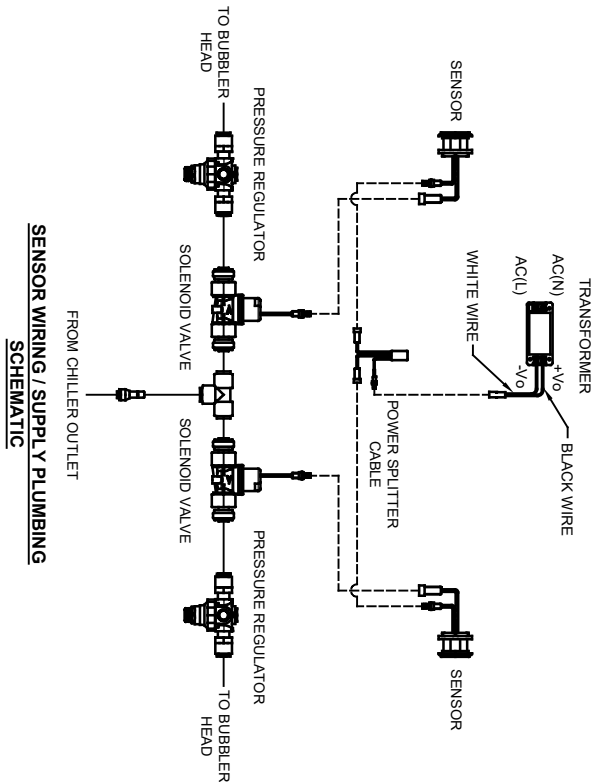 TRANSFORMER
AC(N)
AC(L)
+Vo
-Vo
WHITE WIRE
BLACK WIRE
SENSOR
SENSOR
POWER SPLITTER
CABLE
TO BUBBLER
HEAD
PRESSURE REGULATOR
SOLENOID VALVE
SOLENOID VALVE
PRESSURE REGULATOR
TO BUBBLER
HEAD
FROM CHILLER OUTLET
SENSOR WIRING / SUPPLY PLUMBING
SCHEMATIC